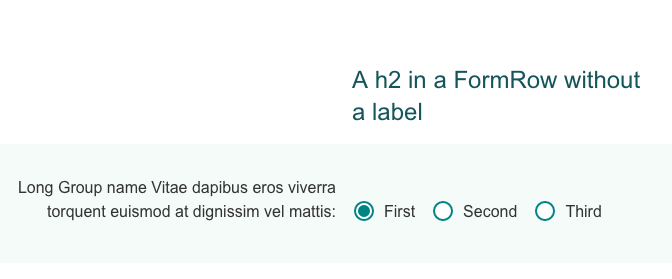 A h2 in a FormRow without
a label
Long Group name Vitae dapibus eros viverra
torquent euismod at dignissim vel mattis:
First Second Third